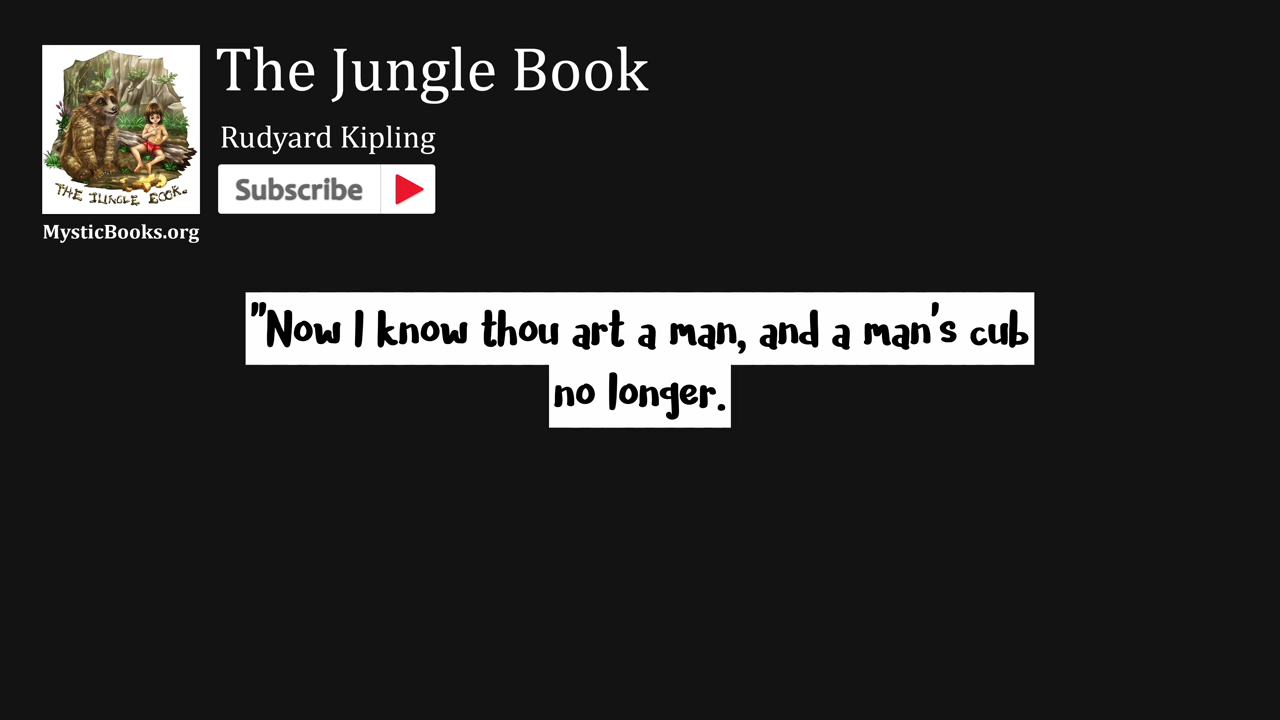 The Jungle Book
Rudyard Kipling
Subscribe
THE JUNGLE BOOK.
MysticBooks.org
"Now I know thou art a man, and a man's cub
no longer.